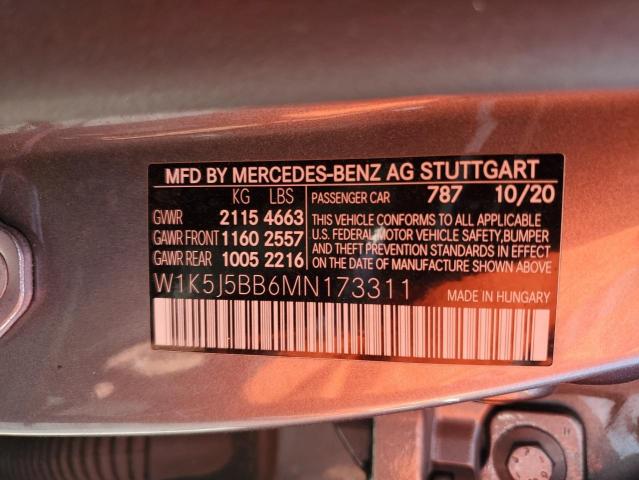 MFD BY MERCEDES-BENZ AG STUTTGART
KG LBS PASSENGER CAR 787 10/20
GVWR 2115 4663 THIS VEHICLE CONFORMS TO ALL APPLICABLE
GAWR FRONT 1160 2557 U.S. FEDERAL MOTOR VEHICLE SAFETY, BUMPER
AND THEFT PREVENTION STANDARDS IN EFFECT
GAWR REAR 1005 2216 ON THE DATE OF MANUFACTURE SHOWN ABOVE
W1K5J5BB6MN173311 MADE IN HUNGARY